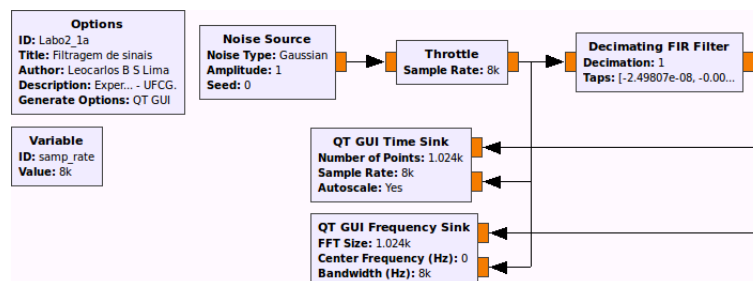 Options
ID: Labo2_1a
Title: Filtragem de sinais
Author: Leocarlos B S Lima
Description: Exper... - UFCG.
Generate Options: QT GUI
Variable
ID: samp_rate
Value: 8k
Noise Source
Noise Type: Gaussian
Amplitude: 1
Seed: 0
Throttle
Sample Rate: 8k
Decimating FIR Filter
Decimation: 1
Taps: [-2.49807e-08, -0.00...
QT GUI Time Sink
Number of Points: 1.024k
Sample Rate: 8k
Autoscale: Yes
QT GUI Frequency Sink
FFT Size: 1.024k
Center Frequency (Hz): 0
Bandwidth (Hz): 8k